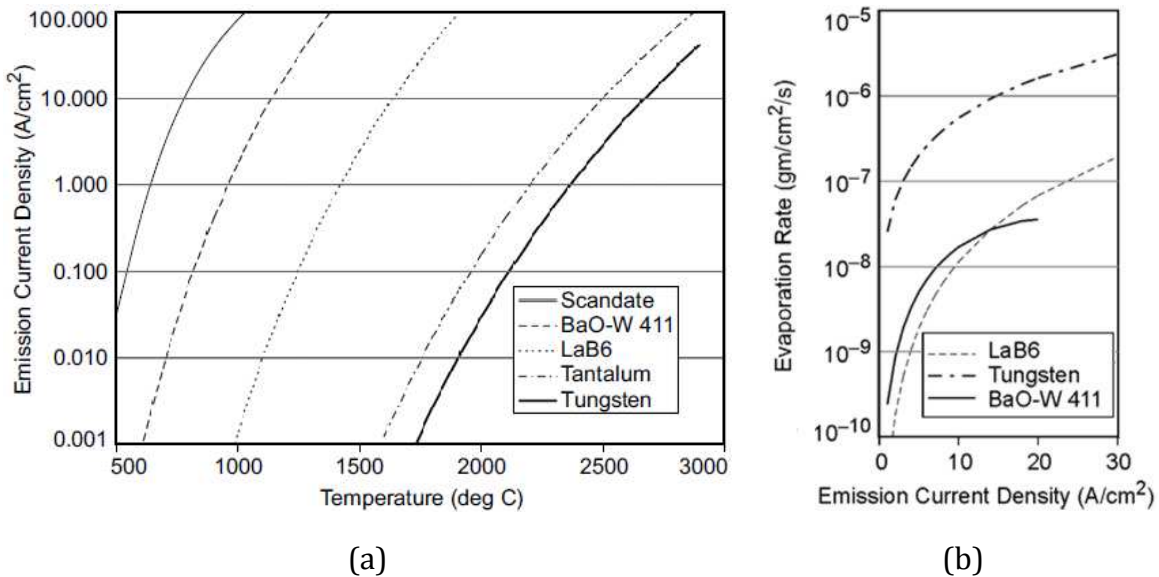 100.000
10.000
1.000
0.100
0.010
0.001
Emission Current Density (A/cm²)
500 1000 1500 2000 2500 3000
Temperature (deg C)
Scandate
BaO-W 411
LaB6
Tantalum
Tungsten
(a)
10⁻⁵
10⁻⁶
10⁻⁷
10⁻⁸
10⁻⁹
10⁻¹⁰
Evaporation Rate (gm/cm²/s)
0 10 20 30
Emission Current Density (A/cm²)
LaB6
Tungsten
BaO-W 411
(b)